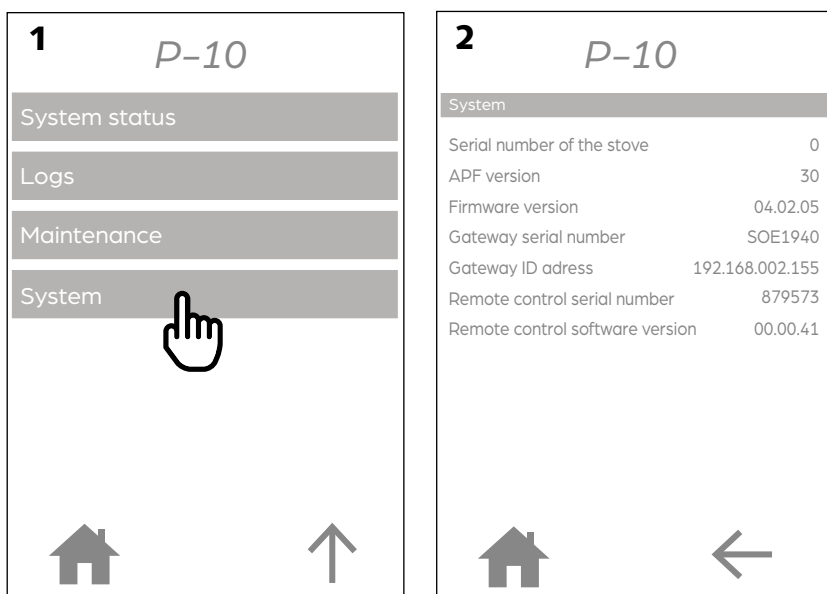 1
P-10
System status
Logs
Maintenance
System
2
P-10
System
Serial number of the stove 0
APF version 30
Firmware version 04.02.05
Gateway serial number SOE1940
Gateway ID adress 192.168.002.155
Remote control serial number 879573
Remote control software version 00.00.41